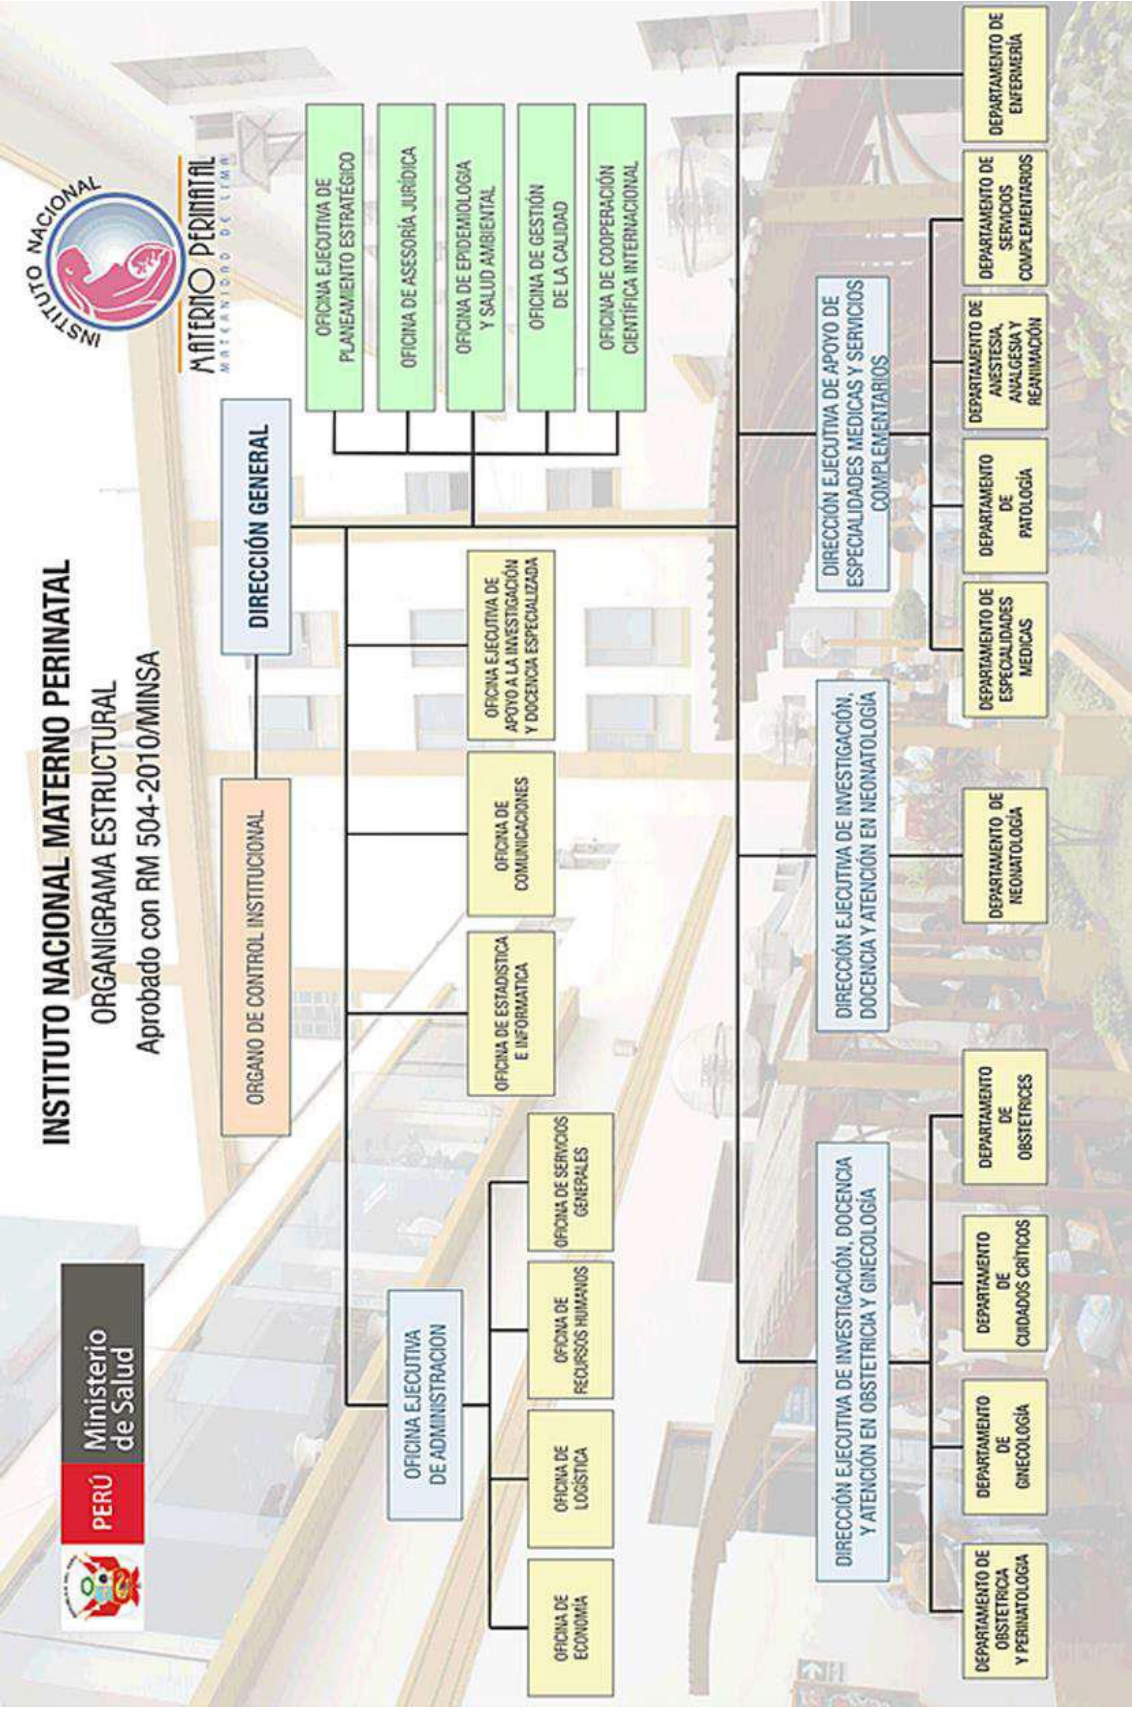 PERÚ
Ministerio
de Salud
INSTITUTO NACIONAL MATERNO PERINATAL
ORGANIGRAMA ESTRUCTURAL
Aprobado con RM 504-2010/MINSA
INSTITUTO NACIONAL
MATERNO PERINATAL
MATERNIDAD DE LIMA
ORGANO DE CONTROL INSTITUCIONAL
DIRECCIÓN GENERAL
OFICINA EJECUTIVA DE
PLANEAMIENTO ESTRATÉGICO
OFICINA DE ASESORÍA JURÍDICA
OFICINA DE EPIDEMIOLOGIA
Y SALUD AMBIENTAL
OFICINA DE GESTIÓN
DE LA CALIDAD
OFICINA DE COOPERACIÓN
CIENTÍFICA INTERNACIONAL
OFICINA EJECUTIVA
DE ADMINISTRACION
OFICINA DE ESTADISTICA
E INFORMATICA
OFICINA DE
COMUNICACIONES
OFICINA EJECUTIVA DE
APOYO A LA INVESTIGACIÓN
Y DOCENCIA ESPECIALIZADA
OFICINA DE
ECONOMÍA
OFICINA DE
LOGÍSTICA
OFICINA DE
RECURSOS HUMANOS
OFICINA DE SERVICIOS
GENERALES
DIRECCIÓN EJECUTIVA DE INVESTIGACIÓN, DOCENCIA
Y ATENCIÓN EN OBSTETRICIA Y GINECOLOGÍA
DIRECCIÓN EJECUTIVA DE INVESTIGACIÓN,
DOCENCIA Y ATENCIÓN EN NEONATOLOGÍA
DIRECCIÓN EJECUTIVA DE APOYO DE
ESPECIALIDADES MEDICAS Y SERVICIOS
COMPLEMENTARIOS
DEPARTAMENTO DE
OBSTETRICIA
Y PERINATOLOGIA
DEPARTAMENTO
DE
GINECOLOGÍA
DEPARTAMENTO
DE
CUIDADOS CRÍTICOS
DEPARTAMENTO
DE
OBSTETRICES
DEPARTAMENTO DE
NEONATOLOGÍA
DEPARTAMENTO DE
ESPECIALIDADES
MEDICAS
DEPARTAMENTO
DE
PATOLOGÍA
DEPARTAMENTO DE
ANESTESIA,
ANALGESIA Y
REANIMACIÓN
DEPARTAMENTO DE
SERVICIOS
COMPLEMENTARIOS
DEPARTAMENTO DE
ENFERMERÍA